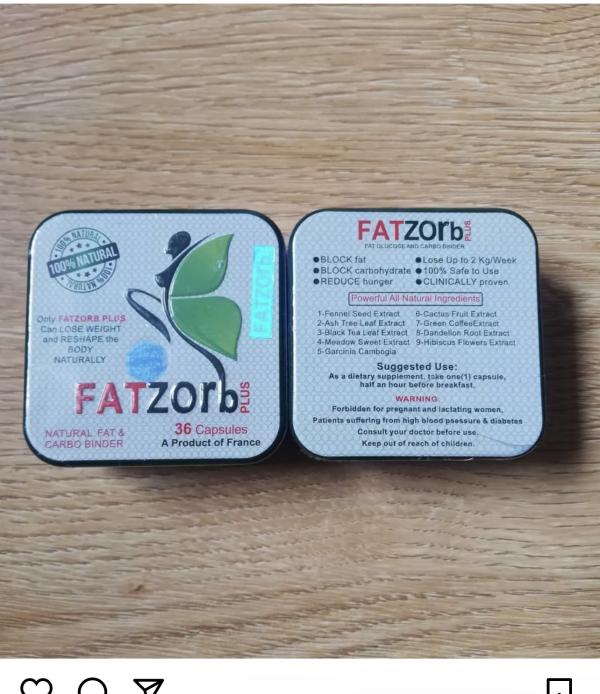 100% NATURAL
100% NATURAL
100% NATURAL
Only FATZORB PLUS
Can LOSE WEIGHT
and RESHAPE the
BODY
NATURALLY
FATZorb
FATZorb PLUS
NATURAL FAT &
CARBO BINDER
36 Capsules
A Product of France
FATZorb PLUS
FAT GLUCOSE AND CARBO BINDER
●BLOCK fat
●BLOCK carbohydrate
●REDUCE hunger
●Lose Up to 2 Kg/Week
●100% Safe to Use
●CLINICALLY proven
Powerful All Natural Ingredients
1-Fennel Seed Extract
2-Ash Tree Leaf Extract
3-Black Tea Leaf Extract
4-Meadow Sweet Extract
5-Garcinia Cambogia
6-Cactus Fruit Extract
7-Green CoffeeExtract
8-Dandelion Root Extract
9-Hibiscus Flowers Extract
Suggested Use:
As a dietary supplement, take one(1) capsule,
half an hour before breakfast.
WARNING:
Forbidden for pregnant and lactating women,
Patients suffering from high blood psessure & diabetes
Consult your doctor before use.
Keep out of reach of children.